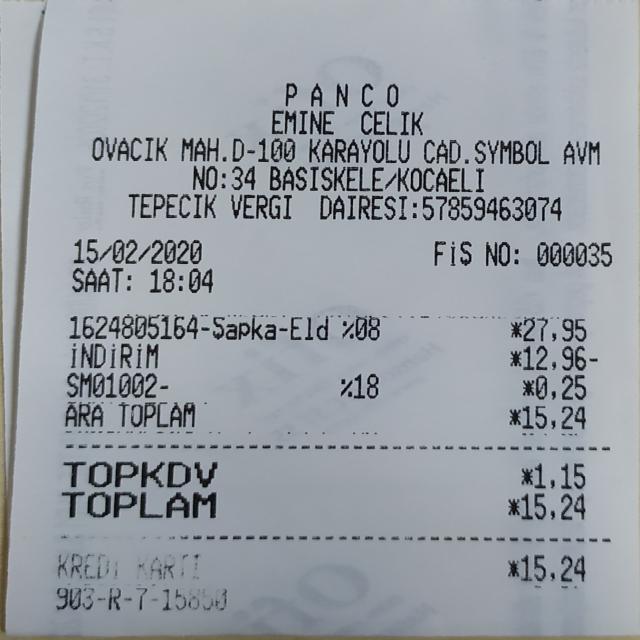 P A N C O
EMINE CELIK
OVACIK MAH.D-100 KARAYOLU CAD.SYMBOL AVM
NO:34 BASISKELE/KOCAELI
TEPECIK VERGI DAIRESI:57859463074
15/02/2020 FİŞ NO: 000035
SAAT: 18:04
1624805164-Şapka-Eld %08 *27,95
İNDİRİM *12,96-
SM01002- %18 *0,25
ARA TOPLAM *15,24
TOPKDV *1,15
TOPLAM *15,24
KREDİ KARTI *15,24
903-R-7-15850